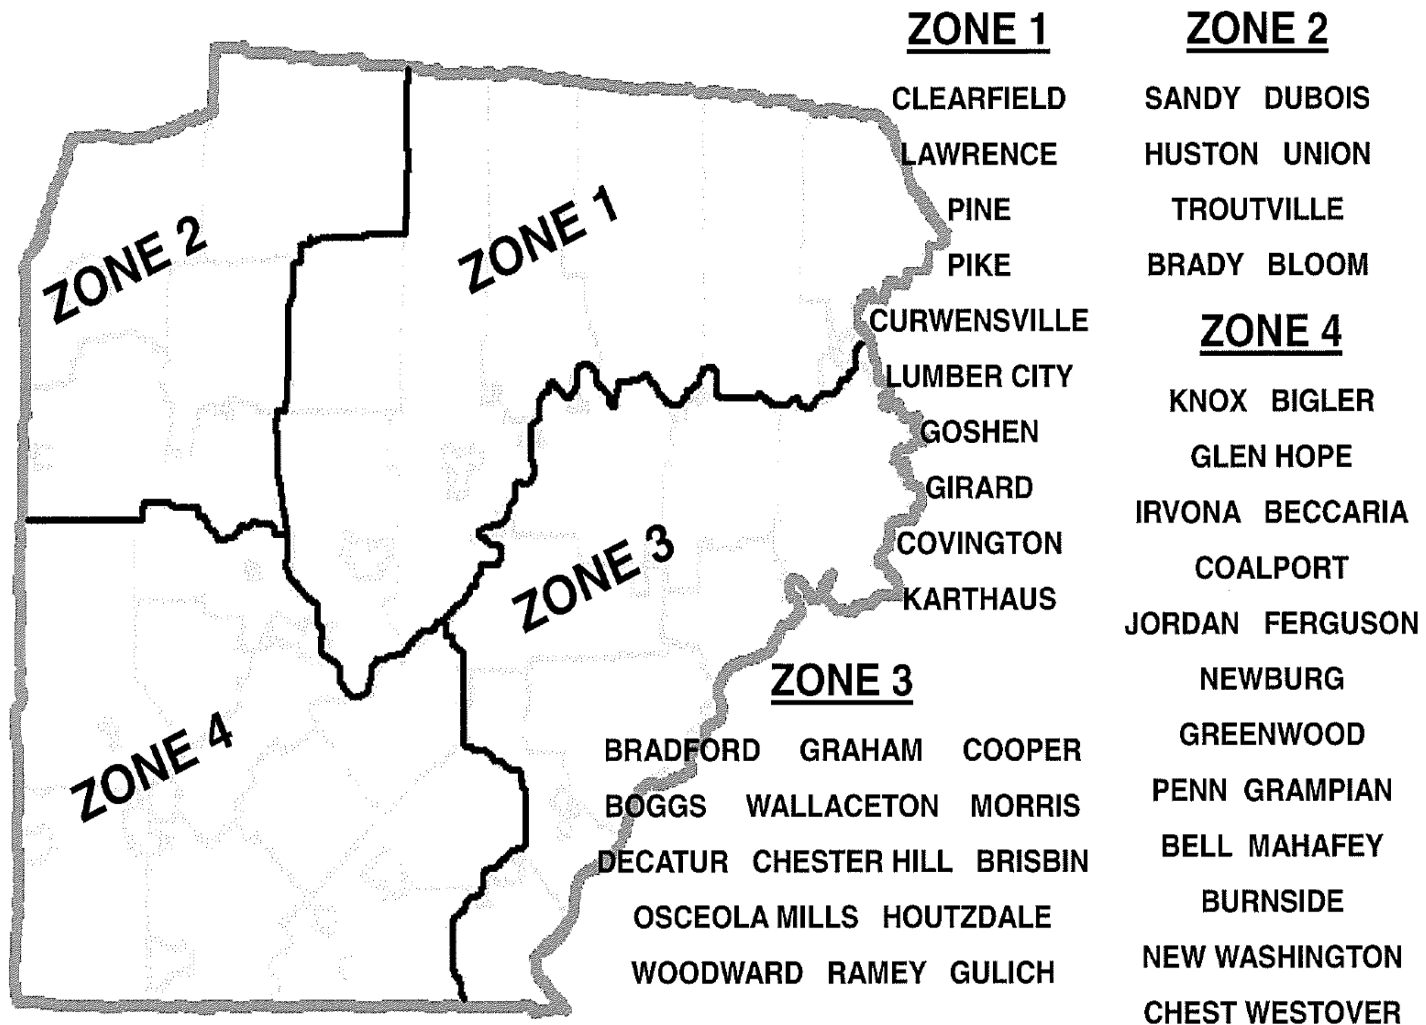 ZONE 1
CLEARFIELD
LAWRENCE
PINE
PIKE
CURWENSVILLE
LUMBER CITY
GOSHEN
GIRARD
COVINGTON
KARTHAUS
ZONE 2
SANDY DUBOIS
HUSTON UNION
TROUTVILLE
BRADY BLOOM
ZONE 4
KNOX BIGLER
GLEN HOPE
IRVONA BECCARIA
COALPORT
JORDAN FERGUSON
NEWBURG
GREENWOOD
PENN GRAMPIAN
BELL MAHAFEY
BURNSIDE
NEW WASHINGTON
CHEST WESTOVER
ZONE 3
BRADFORD GRAHAM COOPER
BOGGS WALLACETON MORRIS
DECATUR CHESTER HILL BRISBIN
OSCEOLA MILLS HOUTZDALE
WOODWARD RAMEY GULICH
ZONE 2
ZONE 1
ZONE 3
ZONE 4